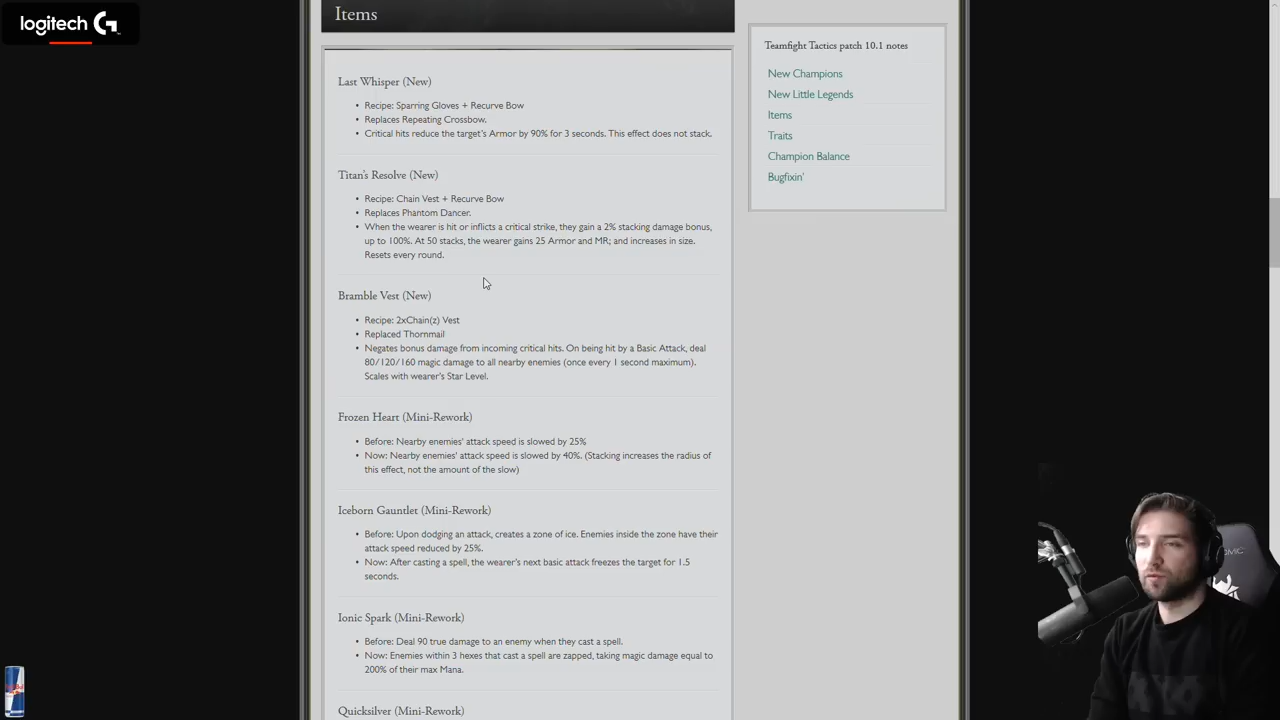 logitech G
Items
Last Whisper (New)
• Recipe: Sparring Gloves + Recurve Bow
• Replaces Repeating Crossbow.
• Critical hits reduce the target's Armor by 90% for 3 seconds. This effect does not stack.
Titan's Resolve (New)
• Recipe: Chain Vest + Recurve Bow
• Replaces Phantom Dancer.
• When the wearer is hit or inflicts a critical strike, they gain a 2% stacking damage bonus,
up to 100%. At 50 stacks, the wearer gains 25 Armor and MR; and increases in size.
Resets every round.
Bramble Vest (New)
• Recipe: 2xChain(z) Vest
• Replaced Thornmail
• Negates bonus damage from incoming critical hits. On being hit by a Basic Attack, deal
80/120/160 magic damage to all nearby enemies (once every 1 second maximum).
Scales with wearer's Star Level.
Frozen Heart (Mini-Rework)
• Before: Nearby enemies' attack speed is slowed by 25%
• Now: Nearby enemies' attack speed is slowed by 40%. (Stacking increases the radius of
this effect, not the amount of the slow)
Iceborn Gauntlet (Mini-Rework)
• Before: Upon dodging an attack, creates a zone of ice. Enemies inside the zone have their
attack speed reduced by 25%.
• Now: After casting a spell, the wearer's next basic attack freezes the target for 1.5
seconds.
Ionic Spark (Mini-Rework)
• Before: Deal 90 true damage to an enemy when they cast a spell.
• Now: Enemies within 3 hexes that cast a spell are zapped, taking magic damage equal to
200% of their max Mana.
Quicksilver (Mini-Rework)
Teamfight Tactics patch 10.1 notes
New Champions
New Little Legends
Items
Traits
Champion Balance
Bugfixin'